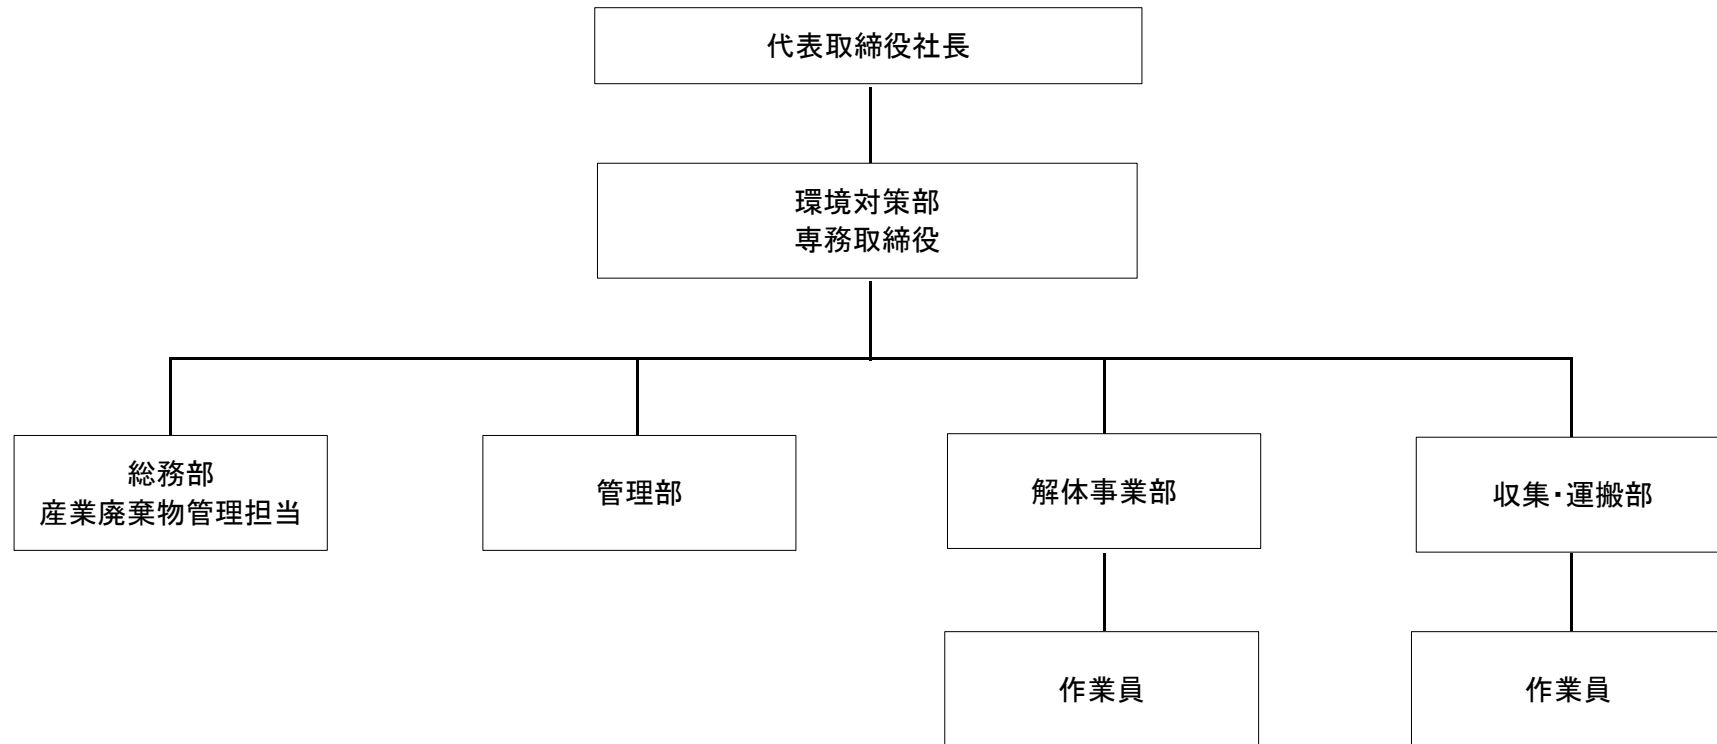 代表取締役社長
環境対策部
専務取締役
総務部
産業廃棄物管理担当
管理部
解体事業部
収集・運搬部
作業員
作業員